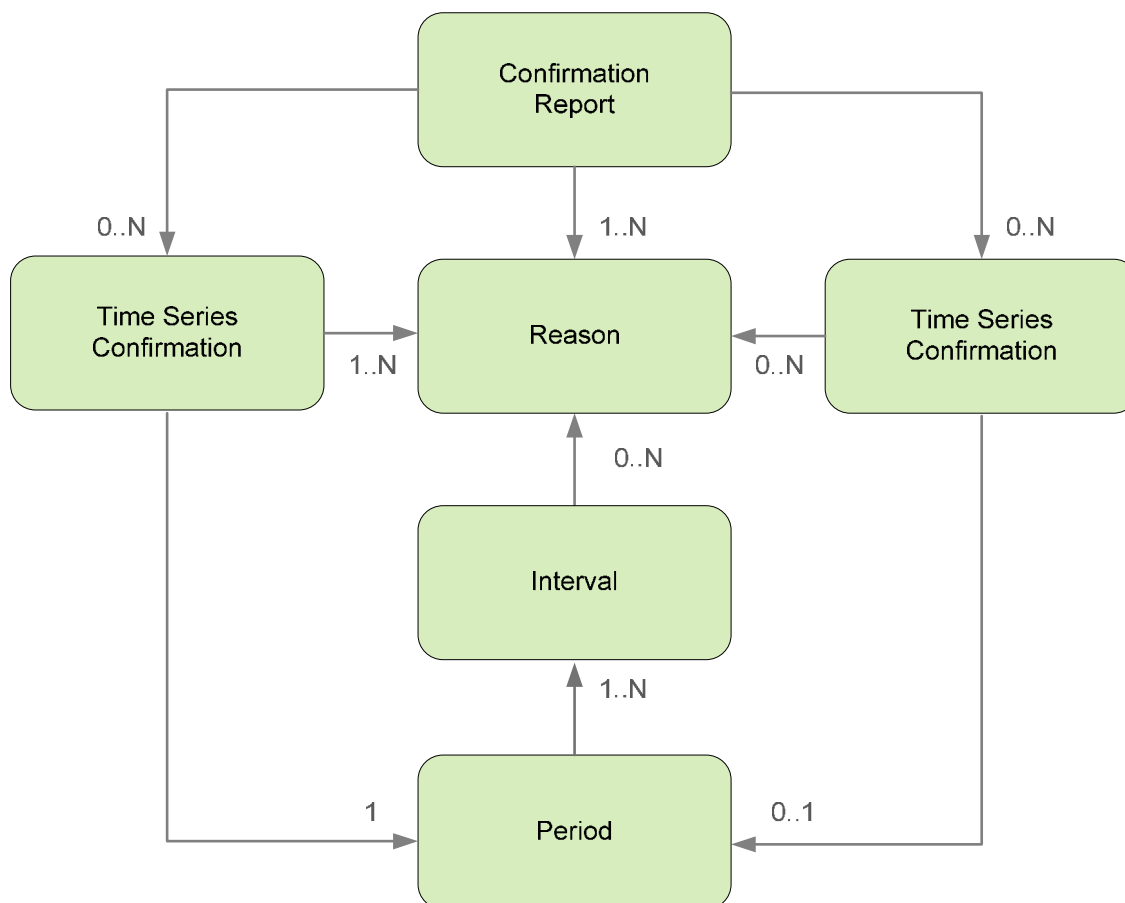 Confirmation
Report
0..N
1..N
0..N
Time Series
Confirmation
Reason
Time Series
Confirmation
1..N
0..N
0..N
Interval
1..N
1
Period
0..1